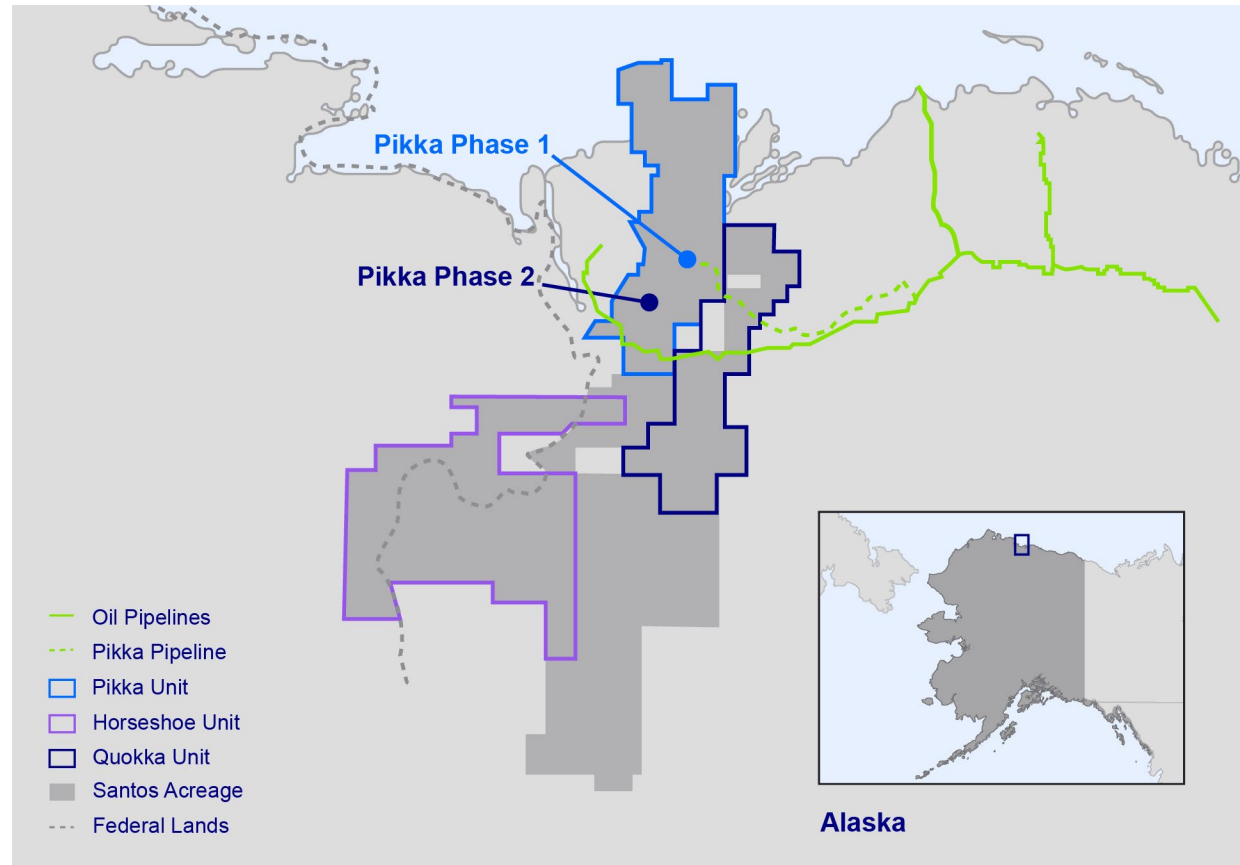 Pikka Phase 1
Pikka Phase 2
Oil Pipelines
Pikka Pipeline
Pikka Unit
Horseshoe Unit
Quokka Unit
Santos Acreage
Federal Lands
Alaska